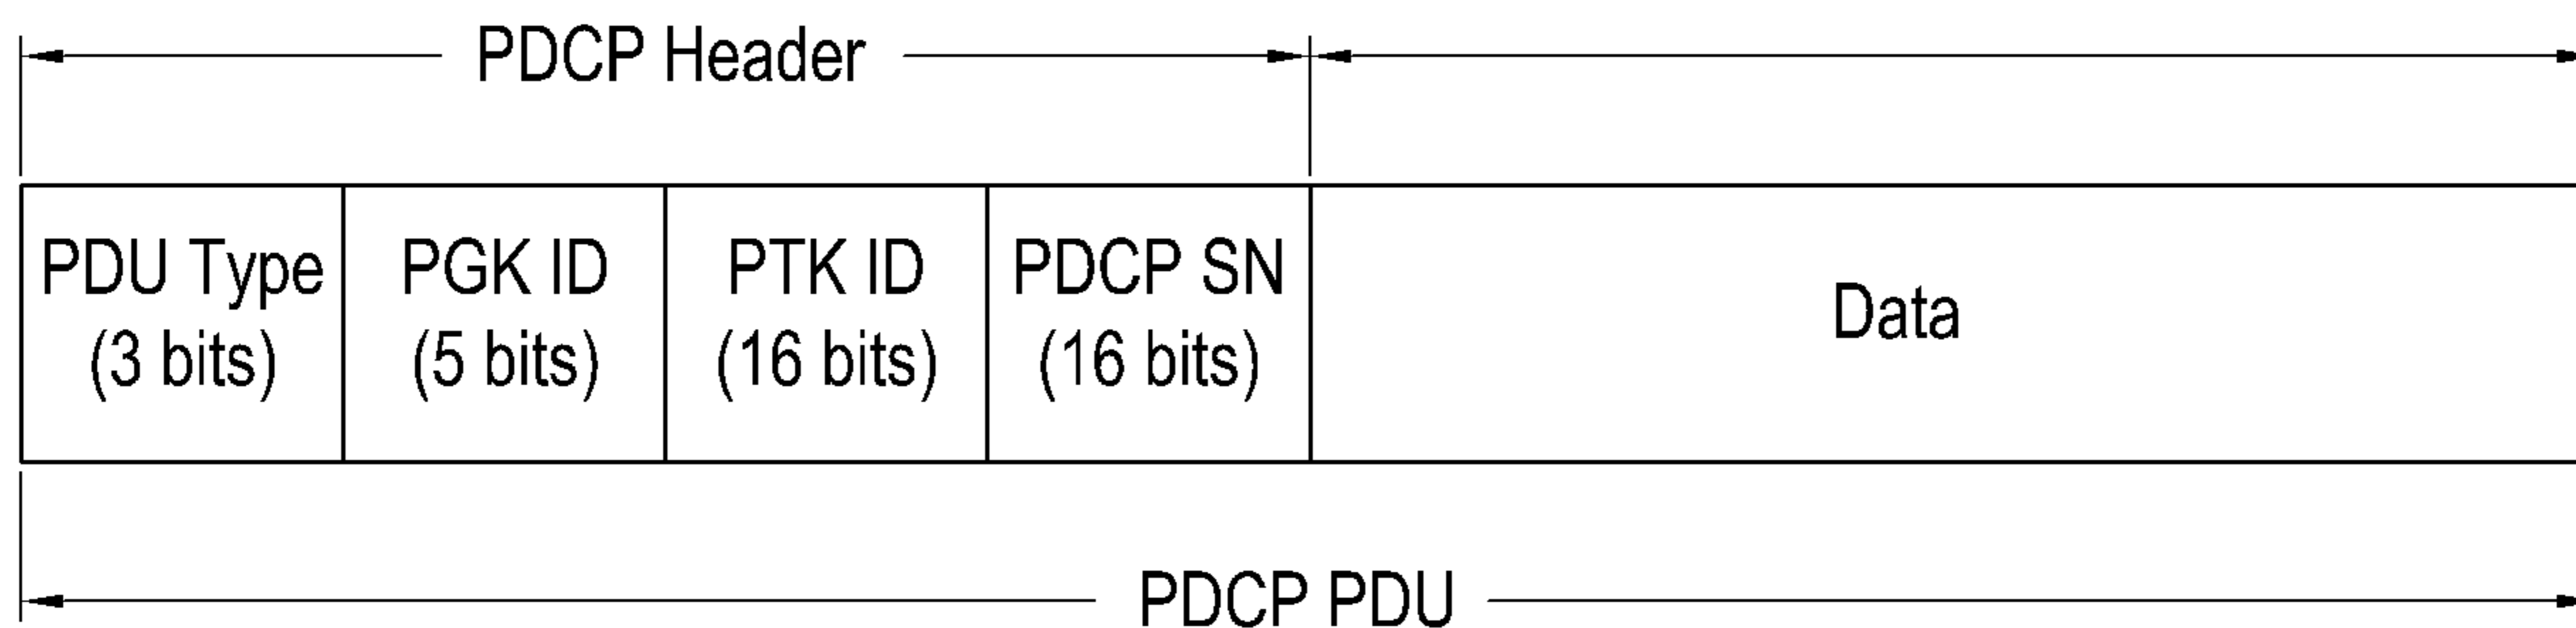 PDCP Header
PDU Type
(3 bits)
PGK ID
(5 bits)
PTK ID
(16 bits)
PDCP SN
(16 bits)
Data
PDCP PDU